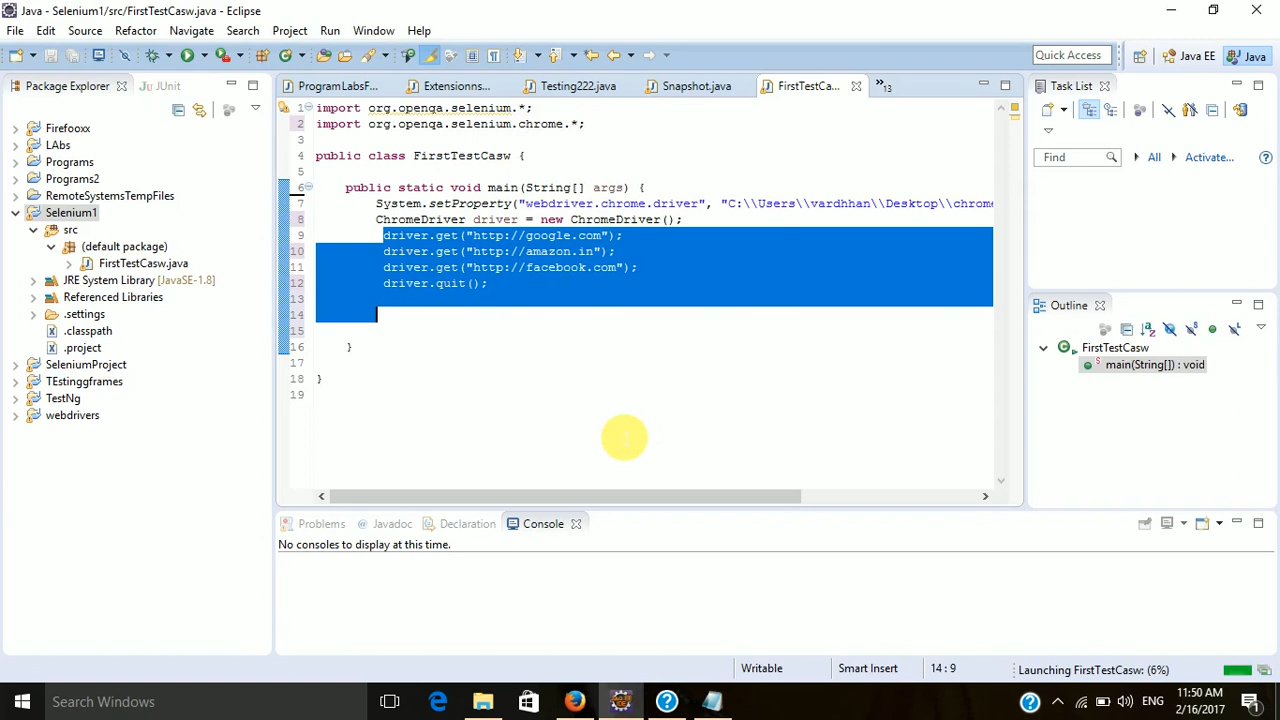 Java - Selenium1/src/FirstTestCasw.java - Eclipse
File Edit Source Refactor Navigate Search Project Run Window Help
Quick Access
Java EE
Java
Package Explorer
JUnit
Firefooxx
LAbs
Programs
Programs2
RemoteSystemsTempFiles
Selenium1
src
(default package)
FirstTestCasw.java
JRE System Library [JavaSE-1.8]
Referenced Libraries
.settings
.classpath
.project
SeleniumProject
TEstinggframes
TestNg
webdrivers
ProgramLabsF...
Extensionns...
Testing222.java
Snapshot.java
FirstTestCa...
»13
1 import org.openqa.selenium.*;
2 import org.openqa.selenium.chrome.*;
3
4 public class FirstTestCasw {
5
6 public static void main(String[] args) {
7 System.setProperty("webdriver.chrome.driver", "C:\\Users\\vardhhan\\Desktop\\chrome
8 ChromeDriver driver = new ChromeDriver();
9 driver.get("http://google.com");
10 driver.get("http://amazon.in");
11 driver.get("http://facebook.com");
12 driver.quit();
13
14
15
16 }
17
18 }
19
Task List
Find
All
Activate...
Outline
FirstTestCasw
main(String[]) : void
Problems
@ Javadoc
Declaration
Console
No consoles to display at this time.
Writable
Smart Insert
14 : 9
Launching FirstTestCasw: (6%)
Search Windows
ENG
11:50 AM
2/16/2017